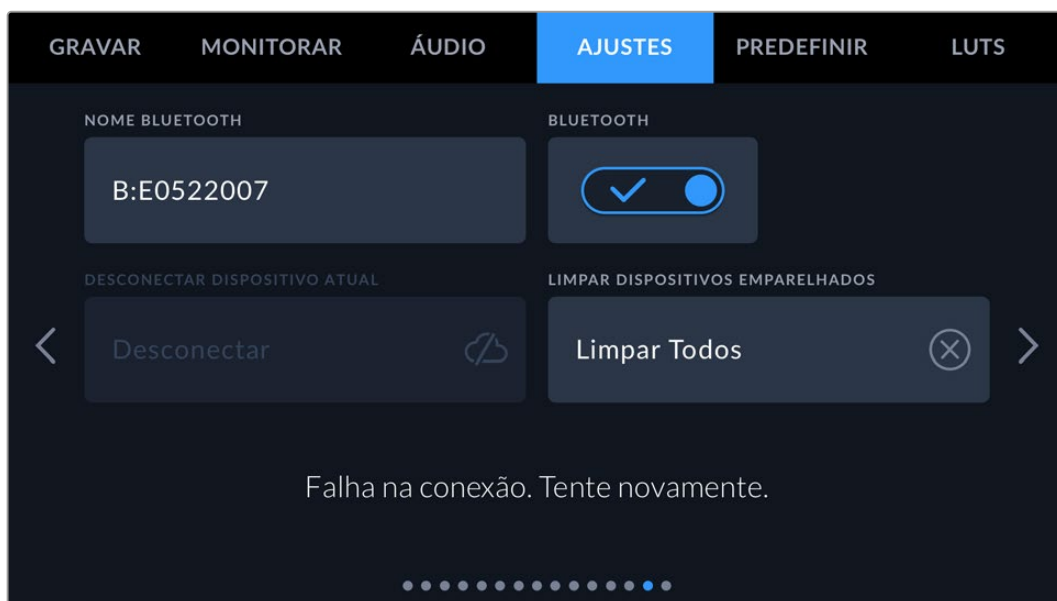 GRAVAR MONITORAR ÁUDIO AJUSTES PREDEFINIR LUTS
NOME BLUETOOTH BLUETOOTH
B:E0522007
DESCONECTAR DISPOSITIVO ATUAL LIMPAR DISPOSITIVOS EMPARELHADOS
Desconectar Limpar Todos
Falha na conexão. Tente novamente.